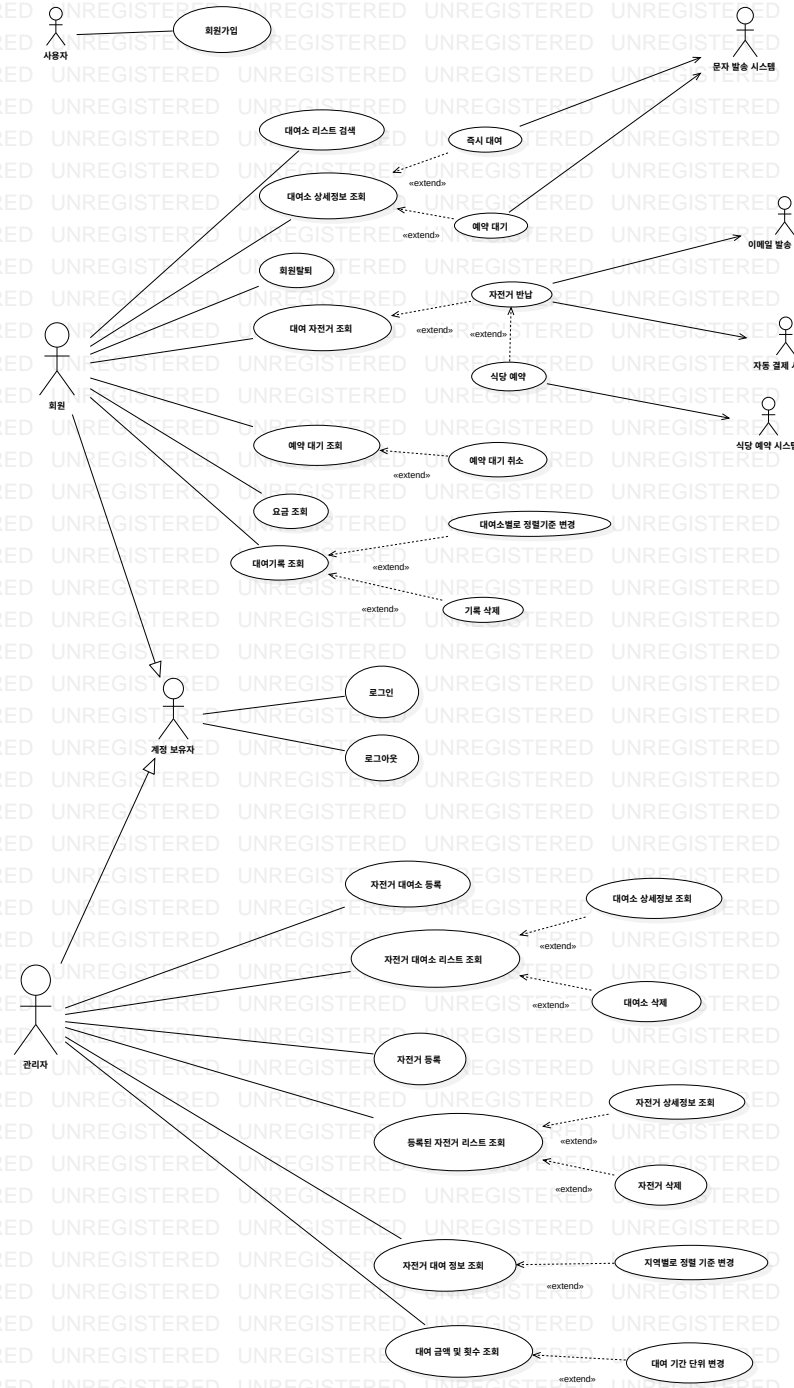 사용자
회원가입
문자 발송 시스템
대여소 리스트 검색
즉시 대여
대여소 상세정보 조회
«extend»
예약 대기
«extend»
이메일 발송
회원탈퇴
자전거 반납
대여 자전거 조회
«extend»
«extend»
자동 결제
식당 예약
회원
식당 예약 시스템
예약 대기 조회
예약 대기 취소
«extend»
요금 조회
대여소별로 정렬기준 변경
대여기록 조회
«extend»
기록 삭제
«extend»
로그인
계정 보유자
로그아웃
자전거 대여소 등록
대여소 상세정보 조회
«extend»
자전거 대여소 리스트 조회
대여소 삭제
«extend»
관리자
자전거 등록
자전거 상세정보 조회
등록된 자전거 리스트 조회
«extend»
자전거 삭제
«extend»
자전거 대여 정보 조회
지역별로 정렬 기준 변경
«extend»
대여 금액 및 횟수 조회
대여 기간 단위 변경
«extend»
UNREGISTERED